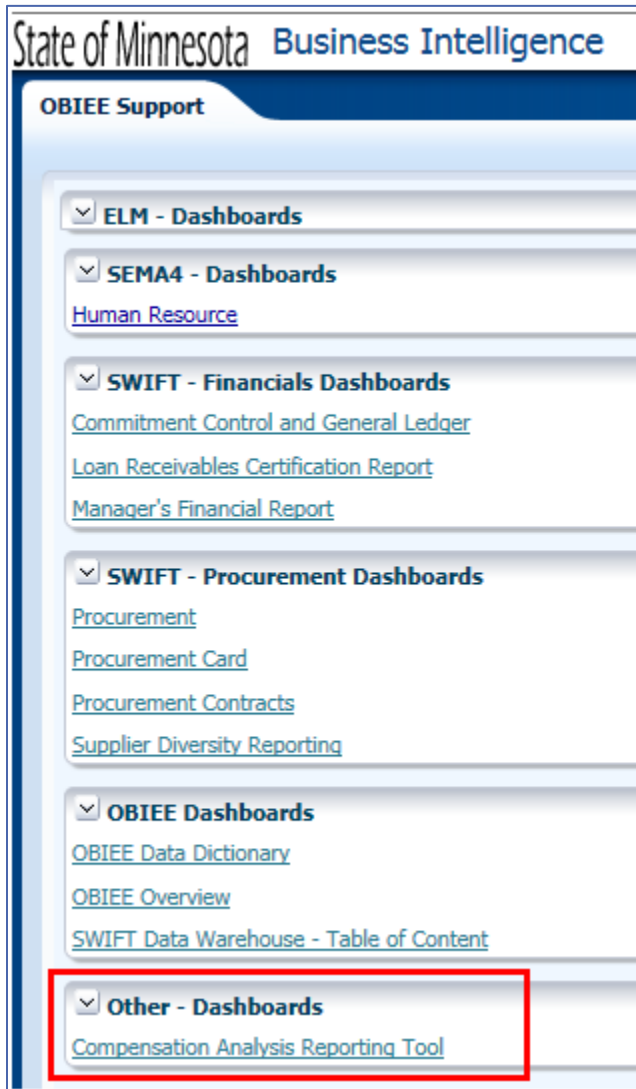 State of Minnesota Business Intelligence
OBIEE Support
ELM - Dashboards
SEMA4 - Dashboards
Human Resource
SWIFT - Financials Dashboards
Commitment Control and General Ledger
Loan Receivables Certification Report
Manager's Financial Report
SWIFT - Procurement Dashboards
Procurement
Procurement Card
Procurement Contracts
Supplier Diversity Reporting
OBIEE Dashboards
OBIEE Data Dictionary
OBIEE Overview
SWIFT Data Warehouse - Table of Content
Other - Dashboards
Compensation Analysis Reporting Tool